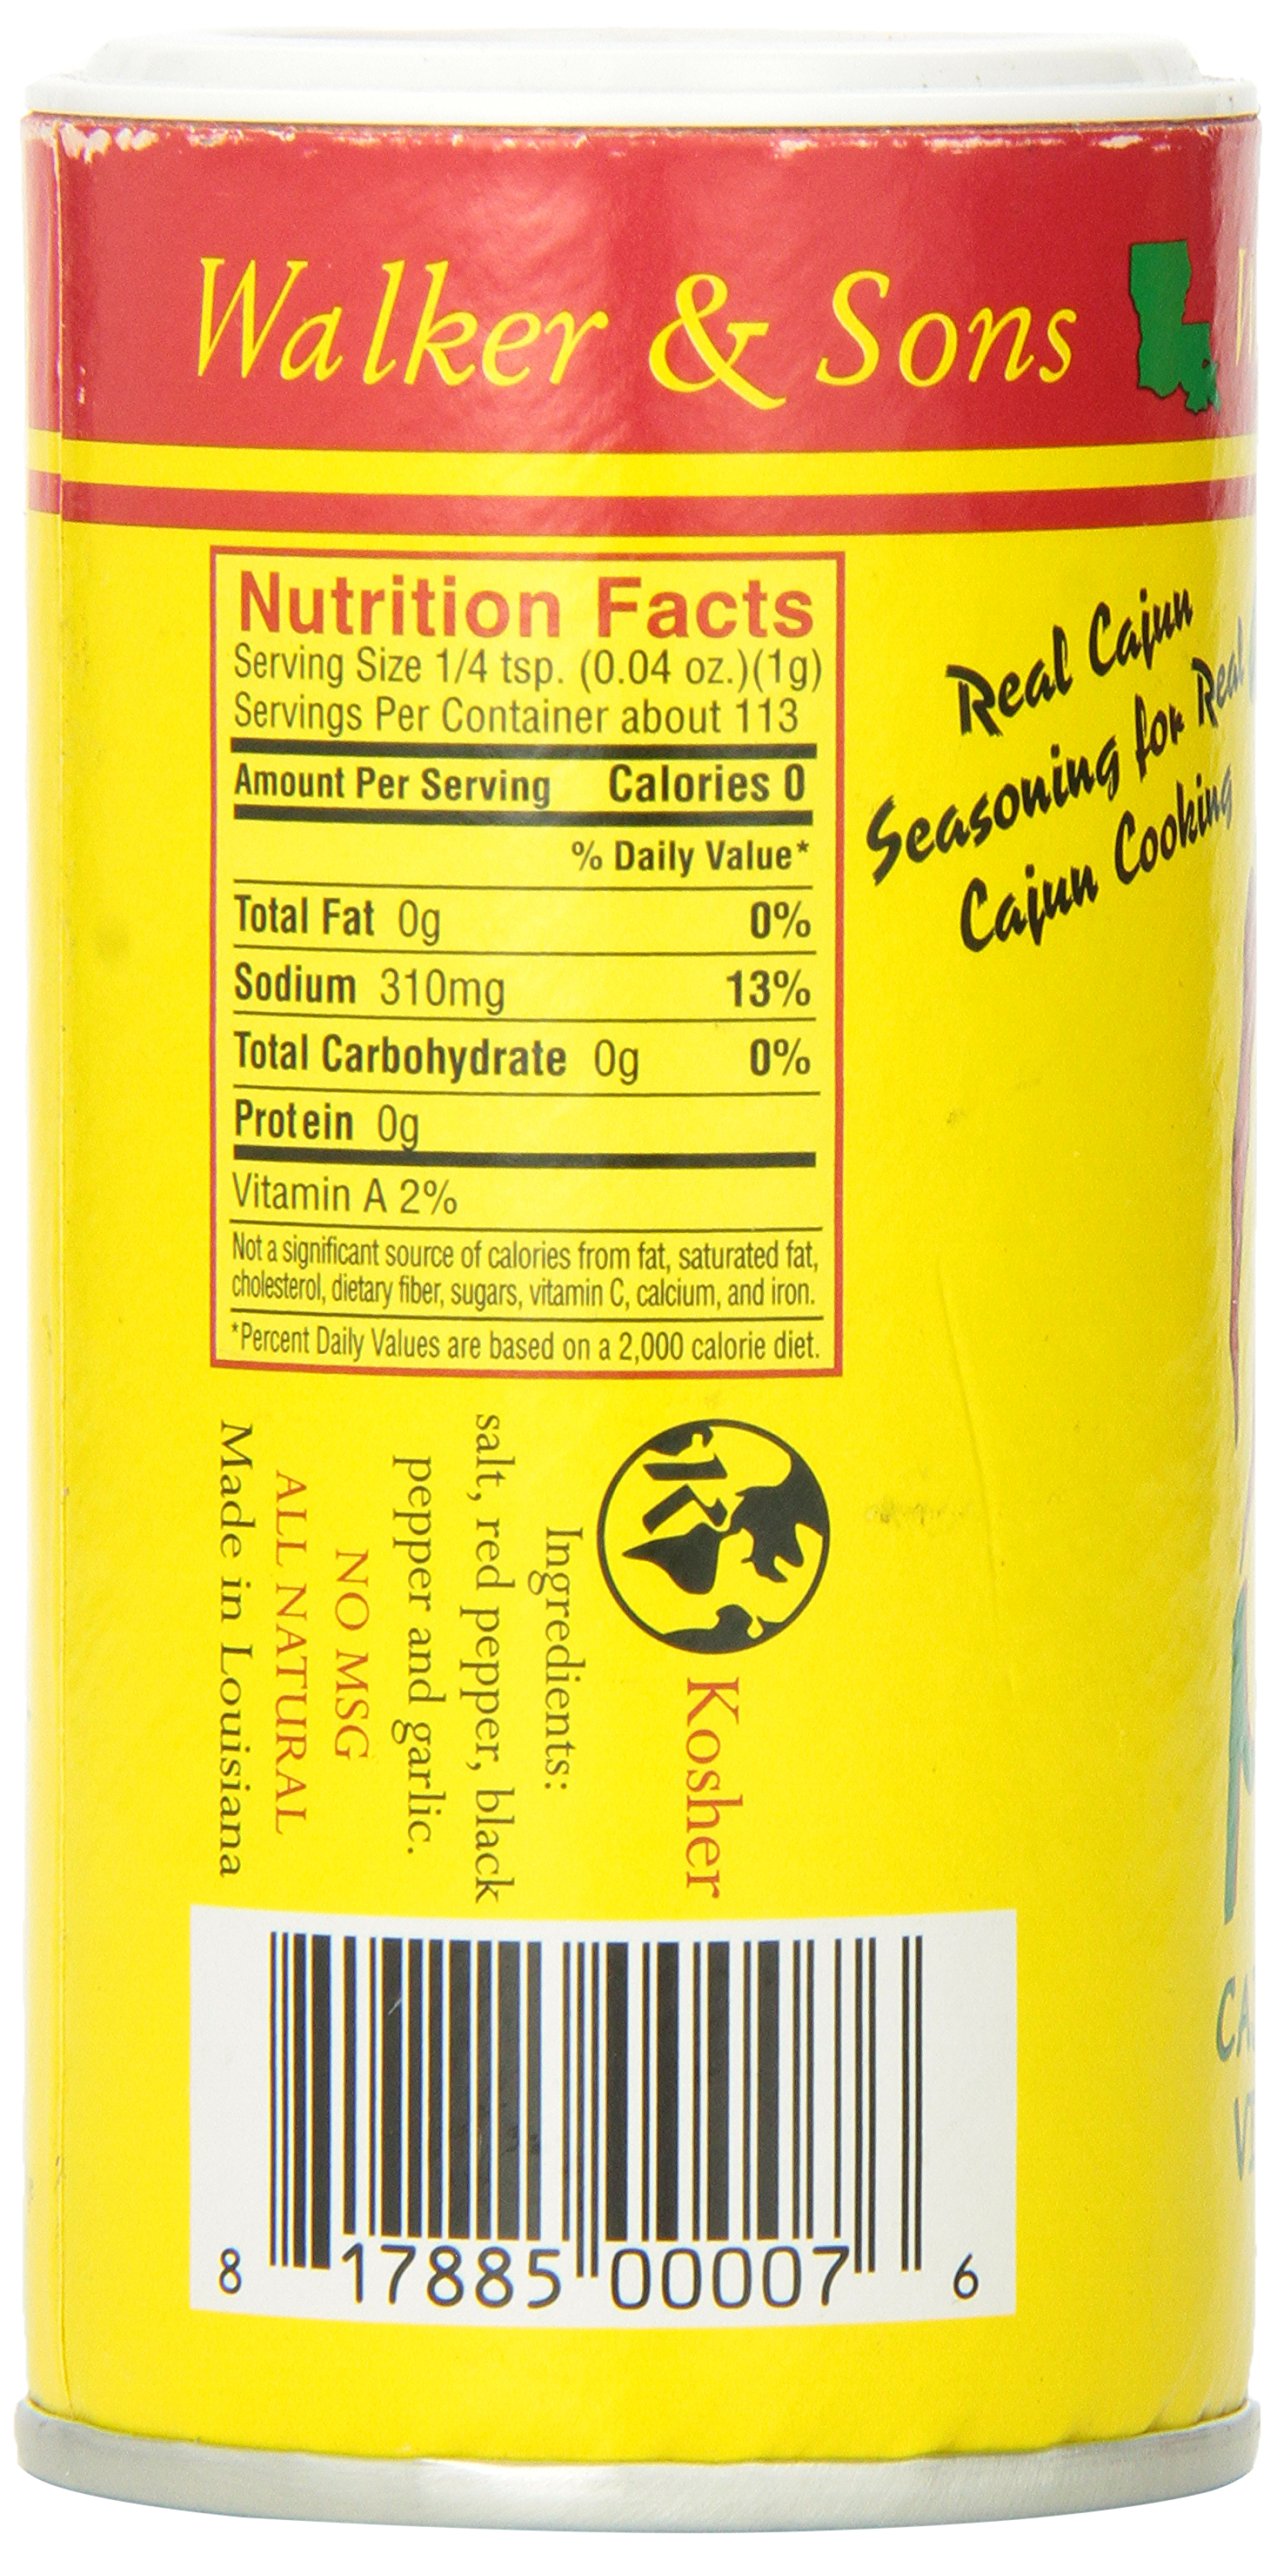 Walker & Sons
Nutrition Facts
Serving Size 1/4 tsp. (0.04 oz.)(1g)
Servings Per Container about 113
Amount Per Serving Calories 0
% Daily Value*
Total Fat 0g 0%
Sodium 310mg 13%
Total Carbohydrate 0g 0%
Protein 0g
Vitamin A 2%
Not a significant source of calories from fat, saturated fat,
cholesterol, dietary fiber, sugars, vitamin C, calcium, and iron.
*Percent Daily Values are based on a 2,000 calorie diet.
Real Cajun
Seasoning for Real
Cajun Cooking
K
Kosher
Ingredients:
salt, red pepper, black
pepper and garlic.
NO MSG
ALL NATURAL
Made in Louisiana
8 17885 00007 6